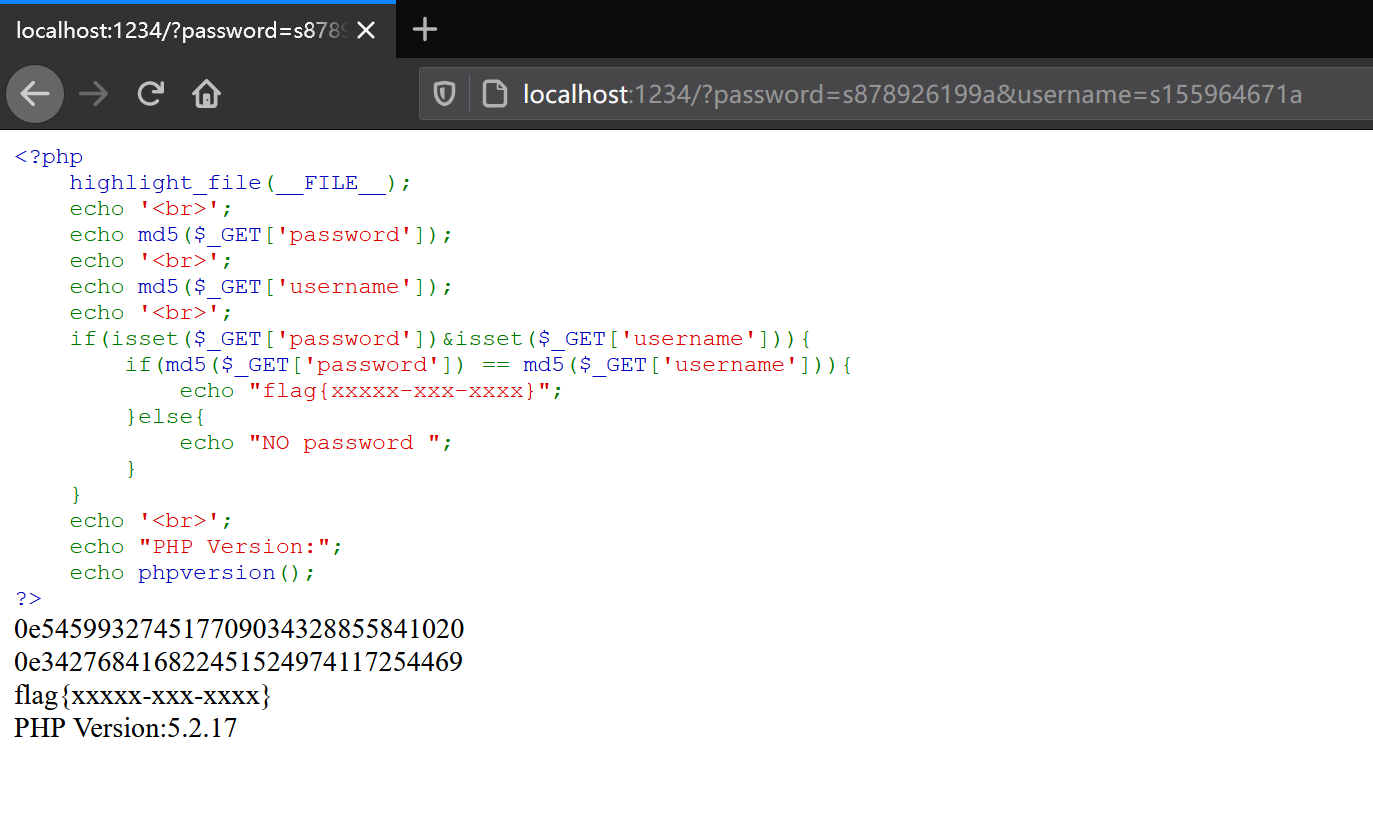 localhost:1234/?password=s878
localhost:1234/?password=s878926199a&username=s155964671a
<?php
    highlight_file(__FILE__);
    echo '<br>';
    echo md5($_GET['password']);
    echo '<br>';
    echo md5($_GET['username']);
    echo '<br>';
    if(isset($_GET['password'])&isset($_GET['username'])){
        if(md5($_GET['password']) == md5($_GET['username'])){
            echo "flag{xxxxx-xxx-xxxx}";
        }else{
            echo "NO password ";
        }
    }
    echo '<br>';
    echo "PHP Version:";
    echo phpversion();
?>
0e545993274517709034328855841020
0e342768416822451524974117254469
flag{xxxxx-xxx-xxxx}
PHP Version:5.2.17